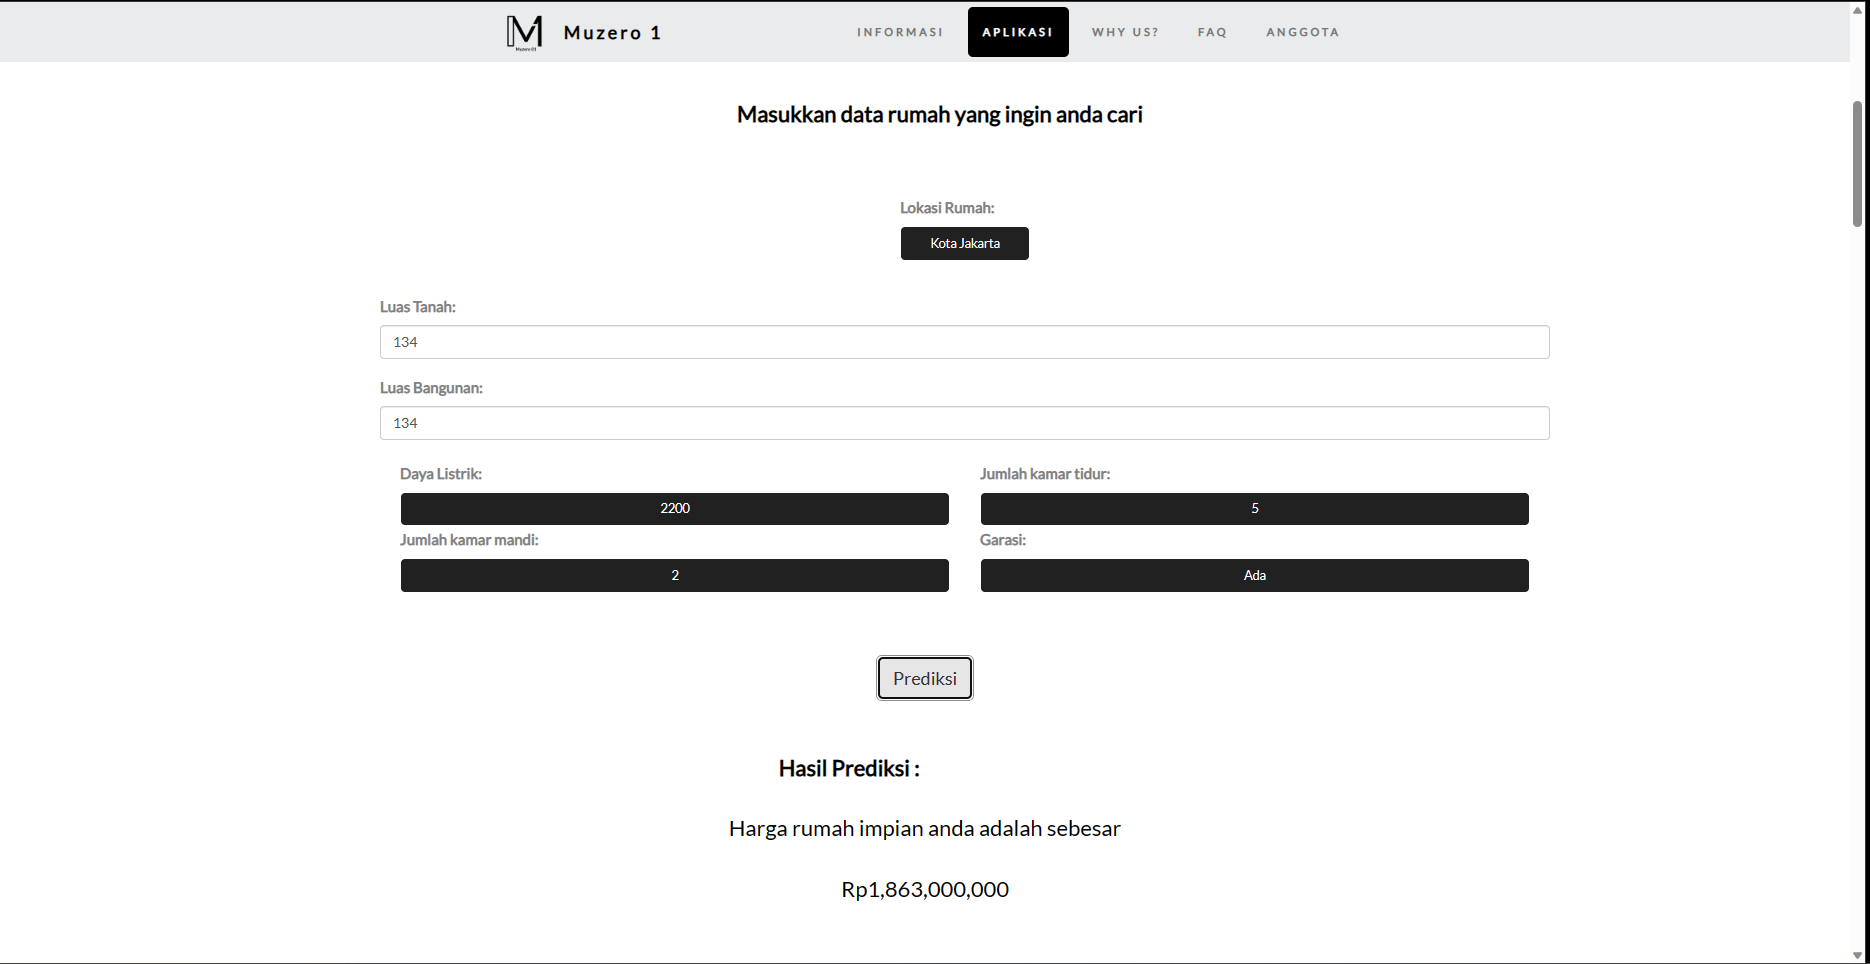 M Muzero 1 INFORMASI APLIKASI WHY US? FAQ ANGGOTA
Muzero 01
Masukkan data rumah yang ingin anda cari
Lokasi Rumah:
Kota Jakarta
Luas Tanah:
134
Luas Bangunan:
134
Daya Listrik: Jumlah kamar tidur:
2200 5
Jumlah kamar mandi: Garasi:
2 Ada
Prediksi
Hasil Prediksi :
Harga rumah impian anda adalah sebesar
Rp1,863,000,000